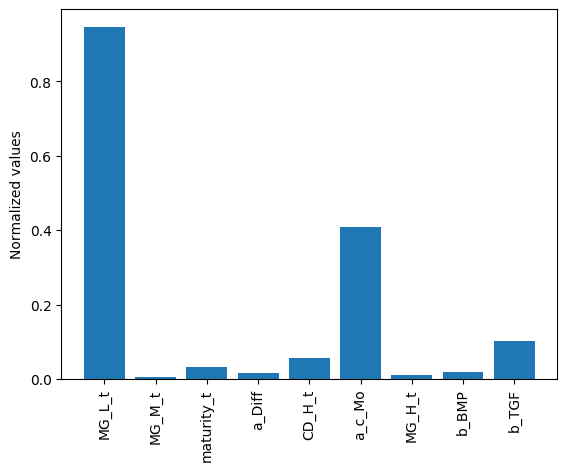 Normalized values
0.8
0.6
0.4
0.2
0.0
MG_L_t
MG_M_t
maturity_t
a_Diff
CD_H_t
a_c_Mo
MG_H_t
b_BMP
b_TGF